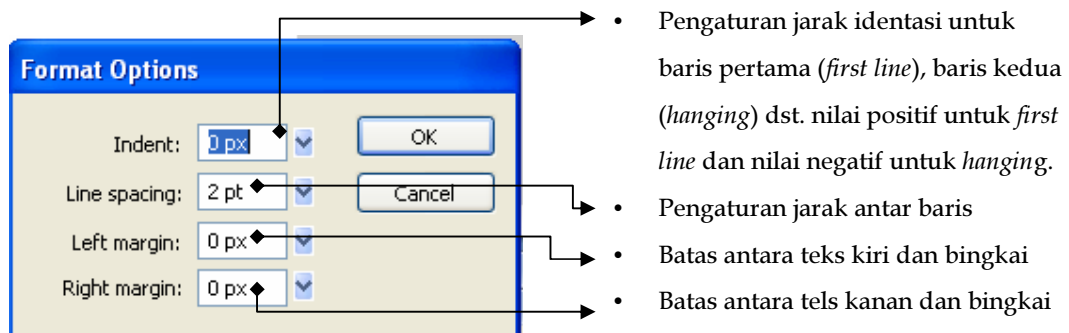 Format Options
Indent: 0 px OK
Line spacing: 2 pt Cancel
Left margin: 0 px
Right margin: 0 px
• Pengaturan jarak identasi untuk
baris pertama (first line), baris kedua
(hanging) dst. nilai positif untuk first
line dan nilai negatif untuk hanging.
• Pengaturan jarak antar baris
• Batas antara teks kiri dan bingkai
• Batas antara tels kanan dan bingkai